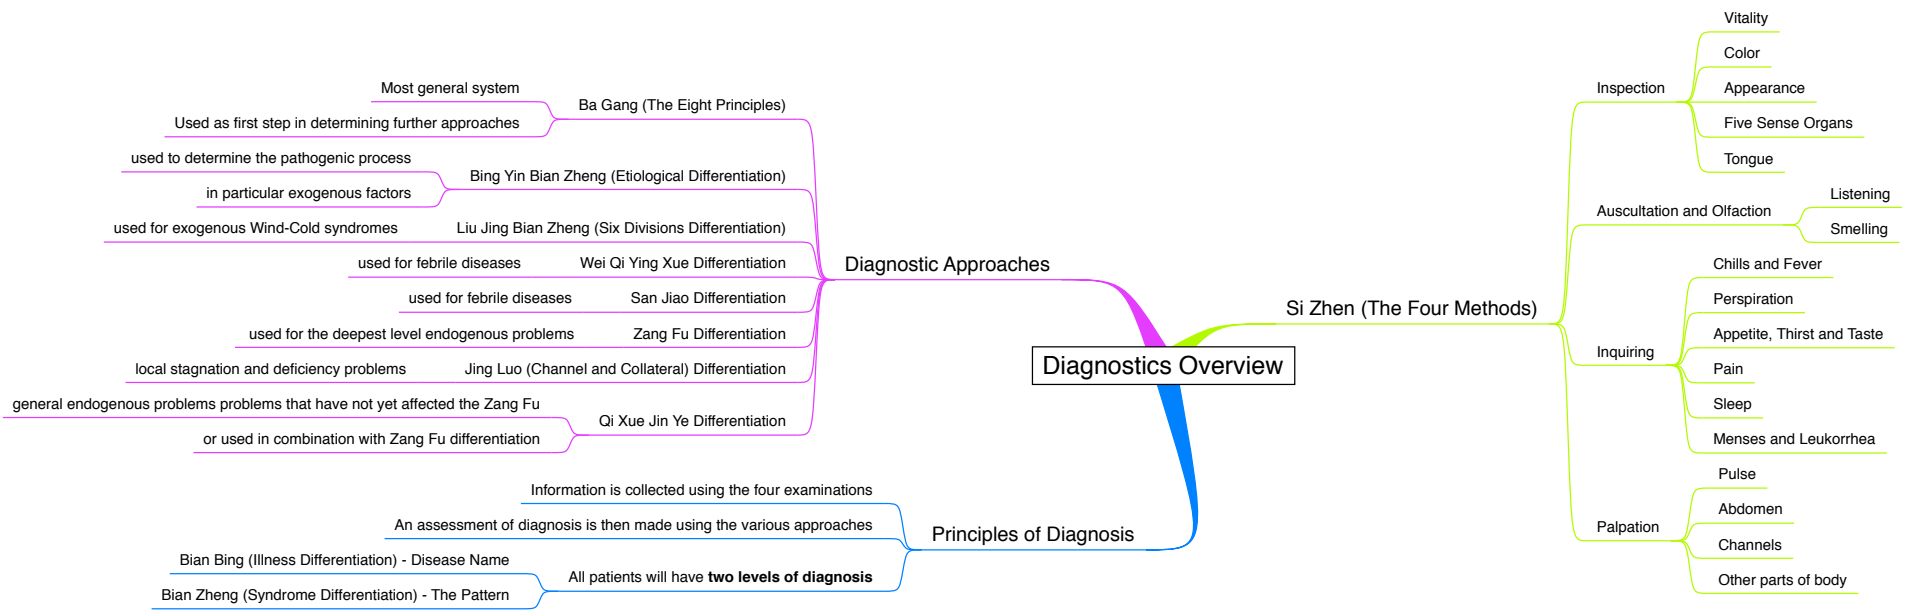 Diagnostics Overview
Si Zhen (The Four Methods)
Inspection
Vitality
Color
Appearance
Five Sense Organs
Tongue
Auscultation and Olfaction
Listening
Smelling
Inquiring
Chills and Fever
Perspiration
Appetite, Thirst and Taste
Pain
Sleep
Menses and Leukorrhea
Palpation
Pulse
Abdomen
Channels
Other parts of body
Diagnostic Approaches
Ba Gang (The Eight Principles)
Most general system
Used as first step in determining further approaches
Bing Yin Bian Zheng (Etiological Differentiation)
used to determine the pathogenic process
in particular exogenous factors
Liu Jing Bian Zheng (Six Divisions Differentiation)
used for exogenous Wind-Cold syndromes
Wei Qi Ying Xue Differentiation
used for febrile diseases
San Jiao Differentiation
used for febrile diseases
Zang Fu Differentiation
used for the deepest level endogenous problems
Jing Luo (Channel and Collateral) Differentiation
local stagnation and deficiency problems
Qi Xue Jin Ye Differentiation
general endogenous problems problems that have not yet affected the Zang Fu
or used in combination with Zang Fu differentiation
Principles of Diagnosis
Information is collected using the four examinations
An assessment of diagnosis is then made using the various approaches
All patients will have two levels of diagnosis
Bian Bing (Illness Differentiation) - Disease Name
Bian Zheng (Syndrome Differentiation) - The Pattern